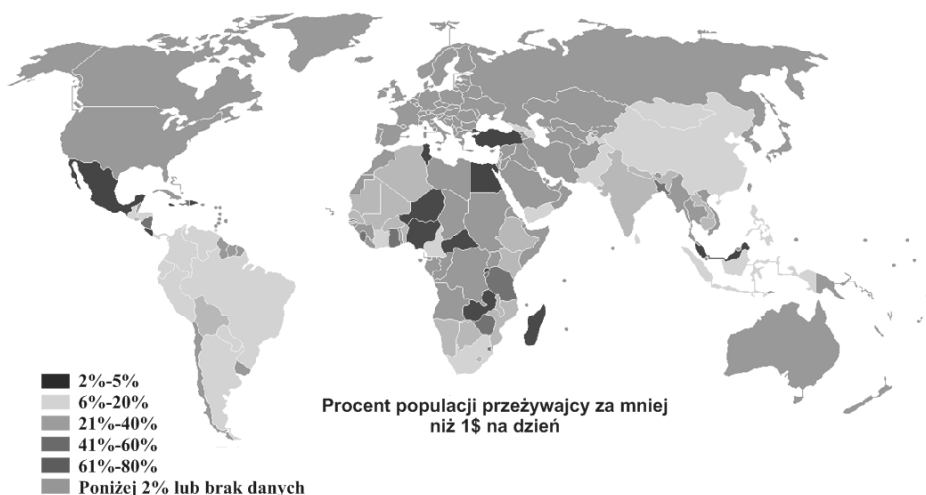 2%-5%
6%-20%
21%-40%
41%-60%
61%-80%
Poniżej 2% lub brak danych
Procent populacji przeżywajcy za mniej
niż 1$ na dzień